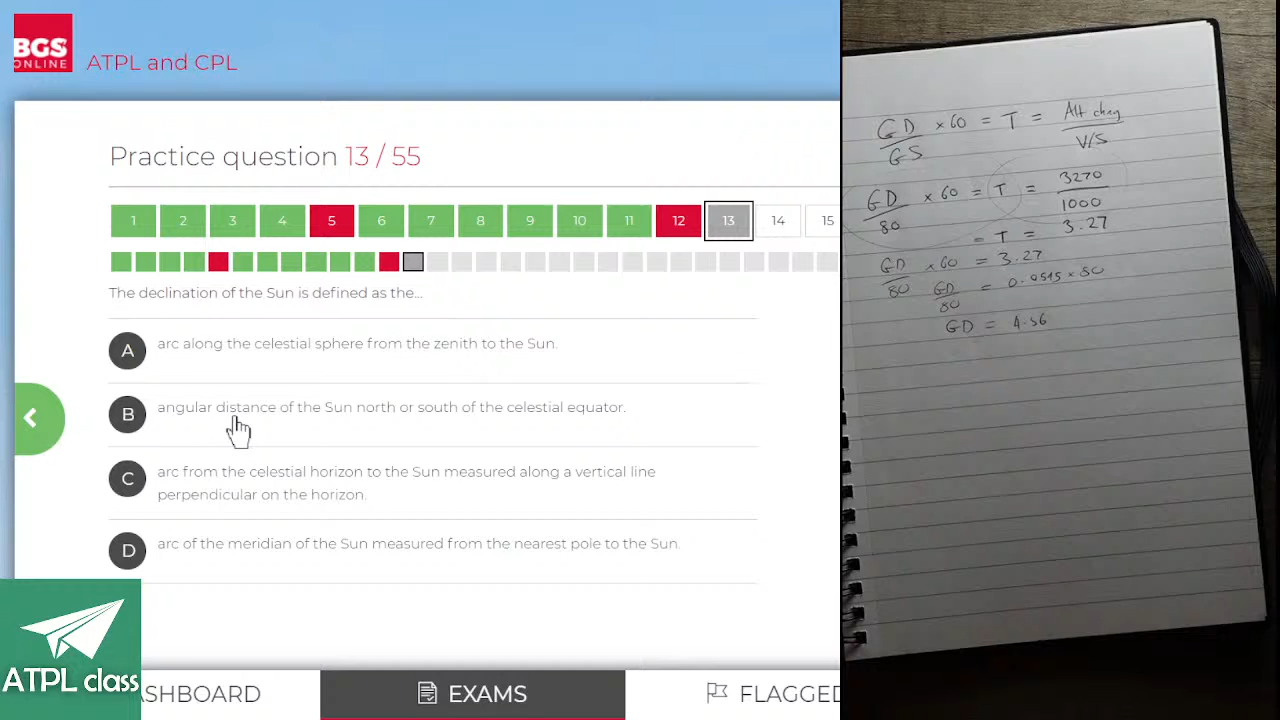 BGS
ONLINE
ATPL and CPL
Practice question 13 / 55
1 2 3 4 5 6 7 8 9 10 11 12 13 14 15
The declination of the Sun is defined as the...
A arc along the celestial sphere from the zenith to the Sun.
B angular distance of the Sun north or south of the celestial equator.
C arc from the celestial horizon to the Sun measured along a vertical line
perpendicular on the horizon.
D arc of the meridian of the Sun measured from the nearest pole to the Sun.
ATPL class
SHBOARD
EXAMS
FLAGGED
GD/GS × 60 = T = Alt chng/V/S
GD/80 × 60 = T = 3270/1000
= T = 3.27
GD/80 × 60 = 3.27
GD/80 = 0.0545 × 80
GD = 4.36